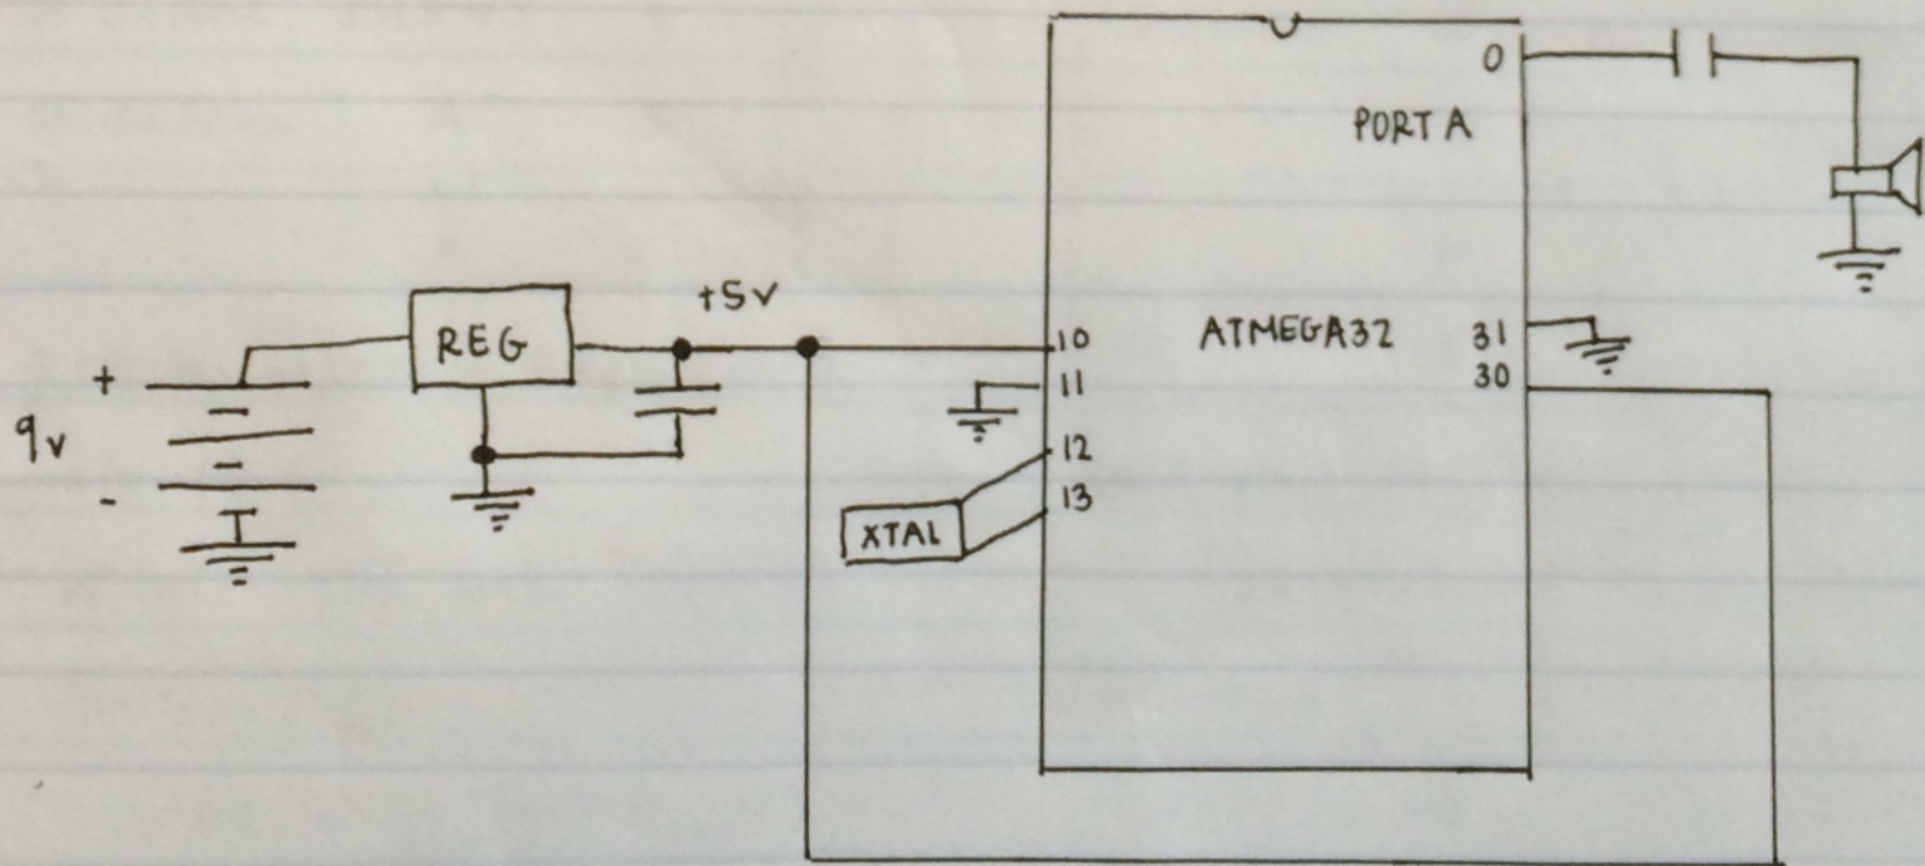 0
PORT A
+5V
REG
10
ATMEGA32
31
+
11
30
9v
12
-
13
XTAL